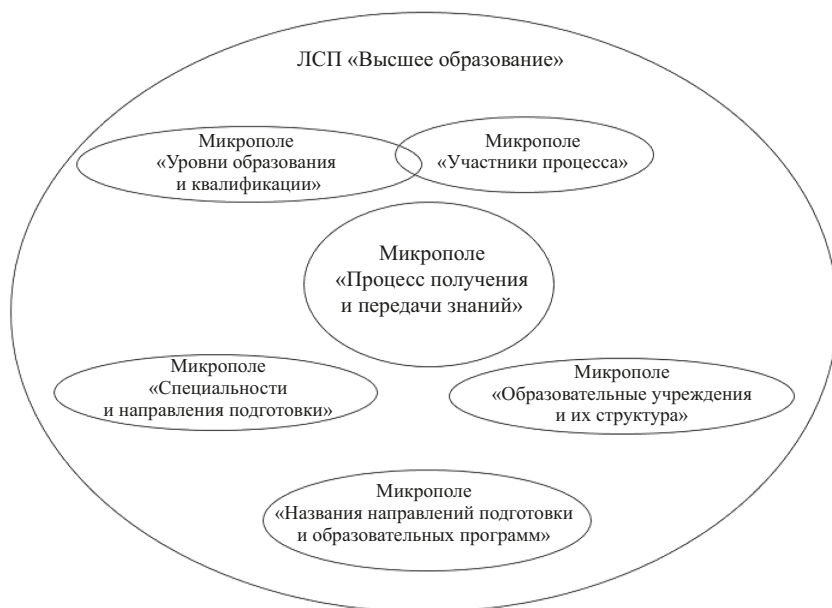 ЛСП «Высшее образование»
Микрополе
«Уровни образования
и квалификации»
Микрополе
«Участники процесса»
Микрополе
«Процесс получения
и передачи знаний»
Микрополе
«Специальности
и направления подготовки»
Микрополе
«Образовательные учреждения
и их структура»
Микрополе
«Названия направлений подготовки
и образовательных программ»